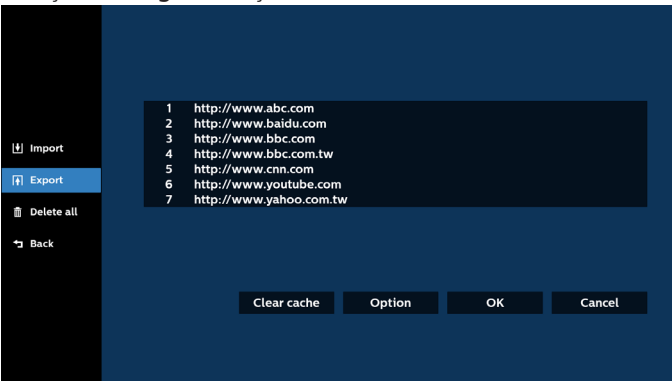 Import
Export
Delete all
Back
1 http://www.abc.com
2 http://www.baidu.com
3 http://www.bbc.com
4 http://www.bbc.com.tw
5 http://www.cnn.com
6 http://www.youtube.com
7 http://www.yahoo.com.tw
Clear cache Option OK Cancel